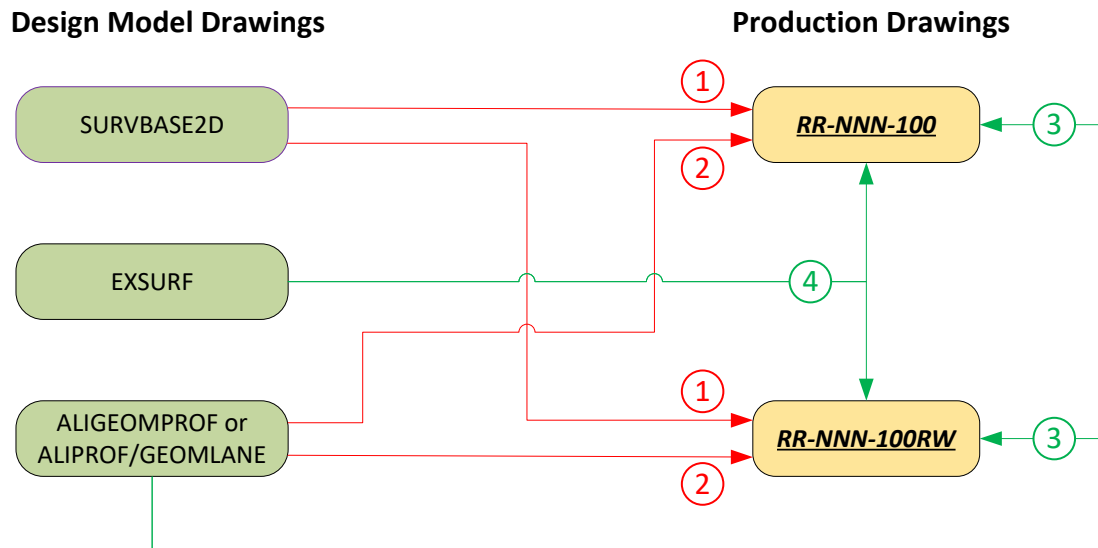 Design Model Drawings
Production Drawings
1
SURVBASE2D
RR-NNN-100
3
2
EXSURF
4
1
ALIGEOMPROF or
ALIPROF/GEOMLANE
RR-NNN-100RW
3
2